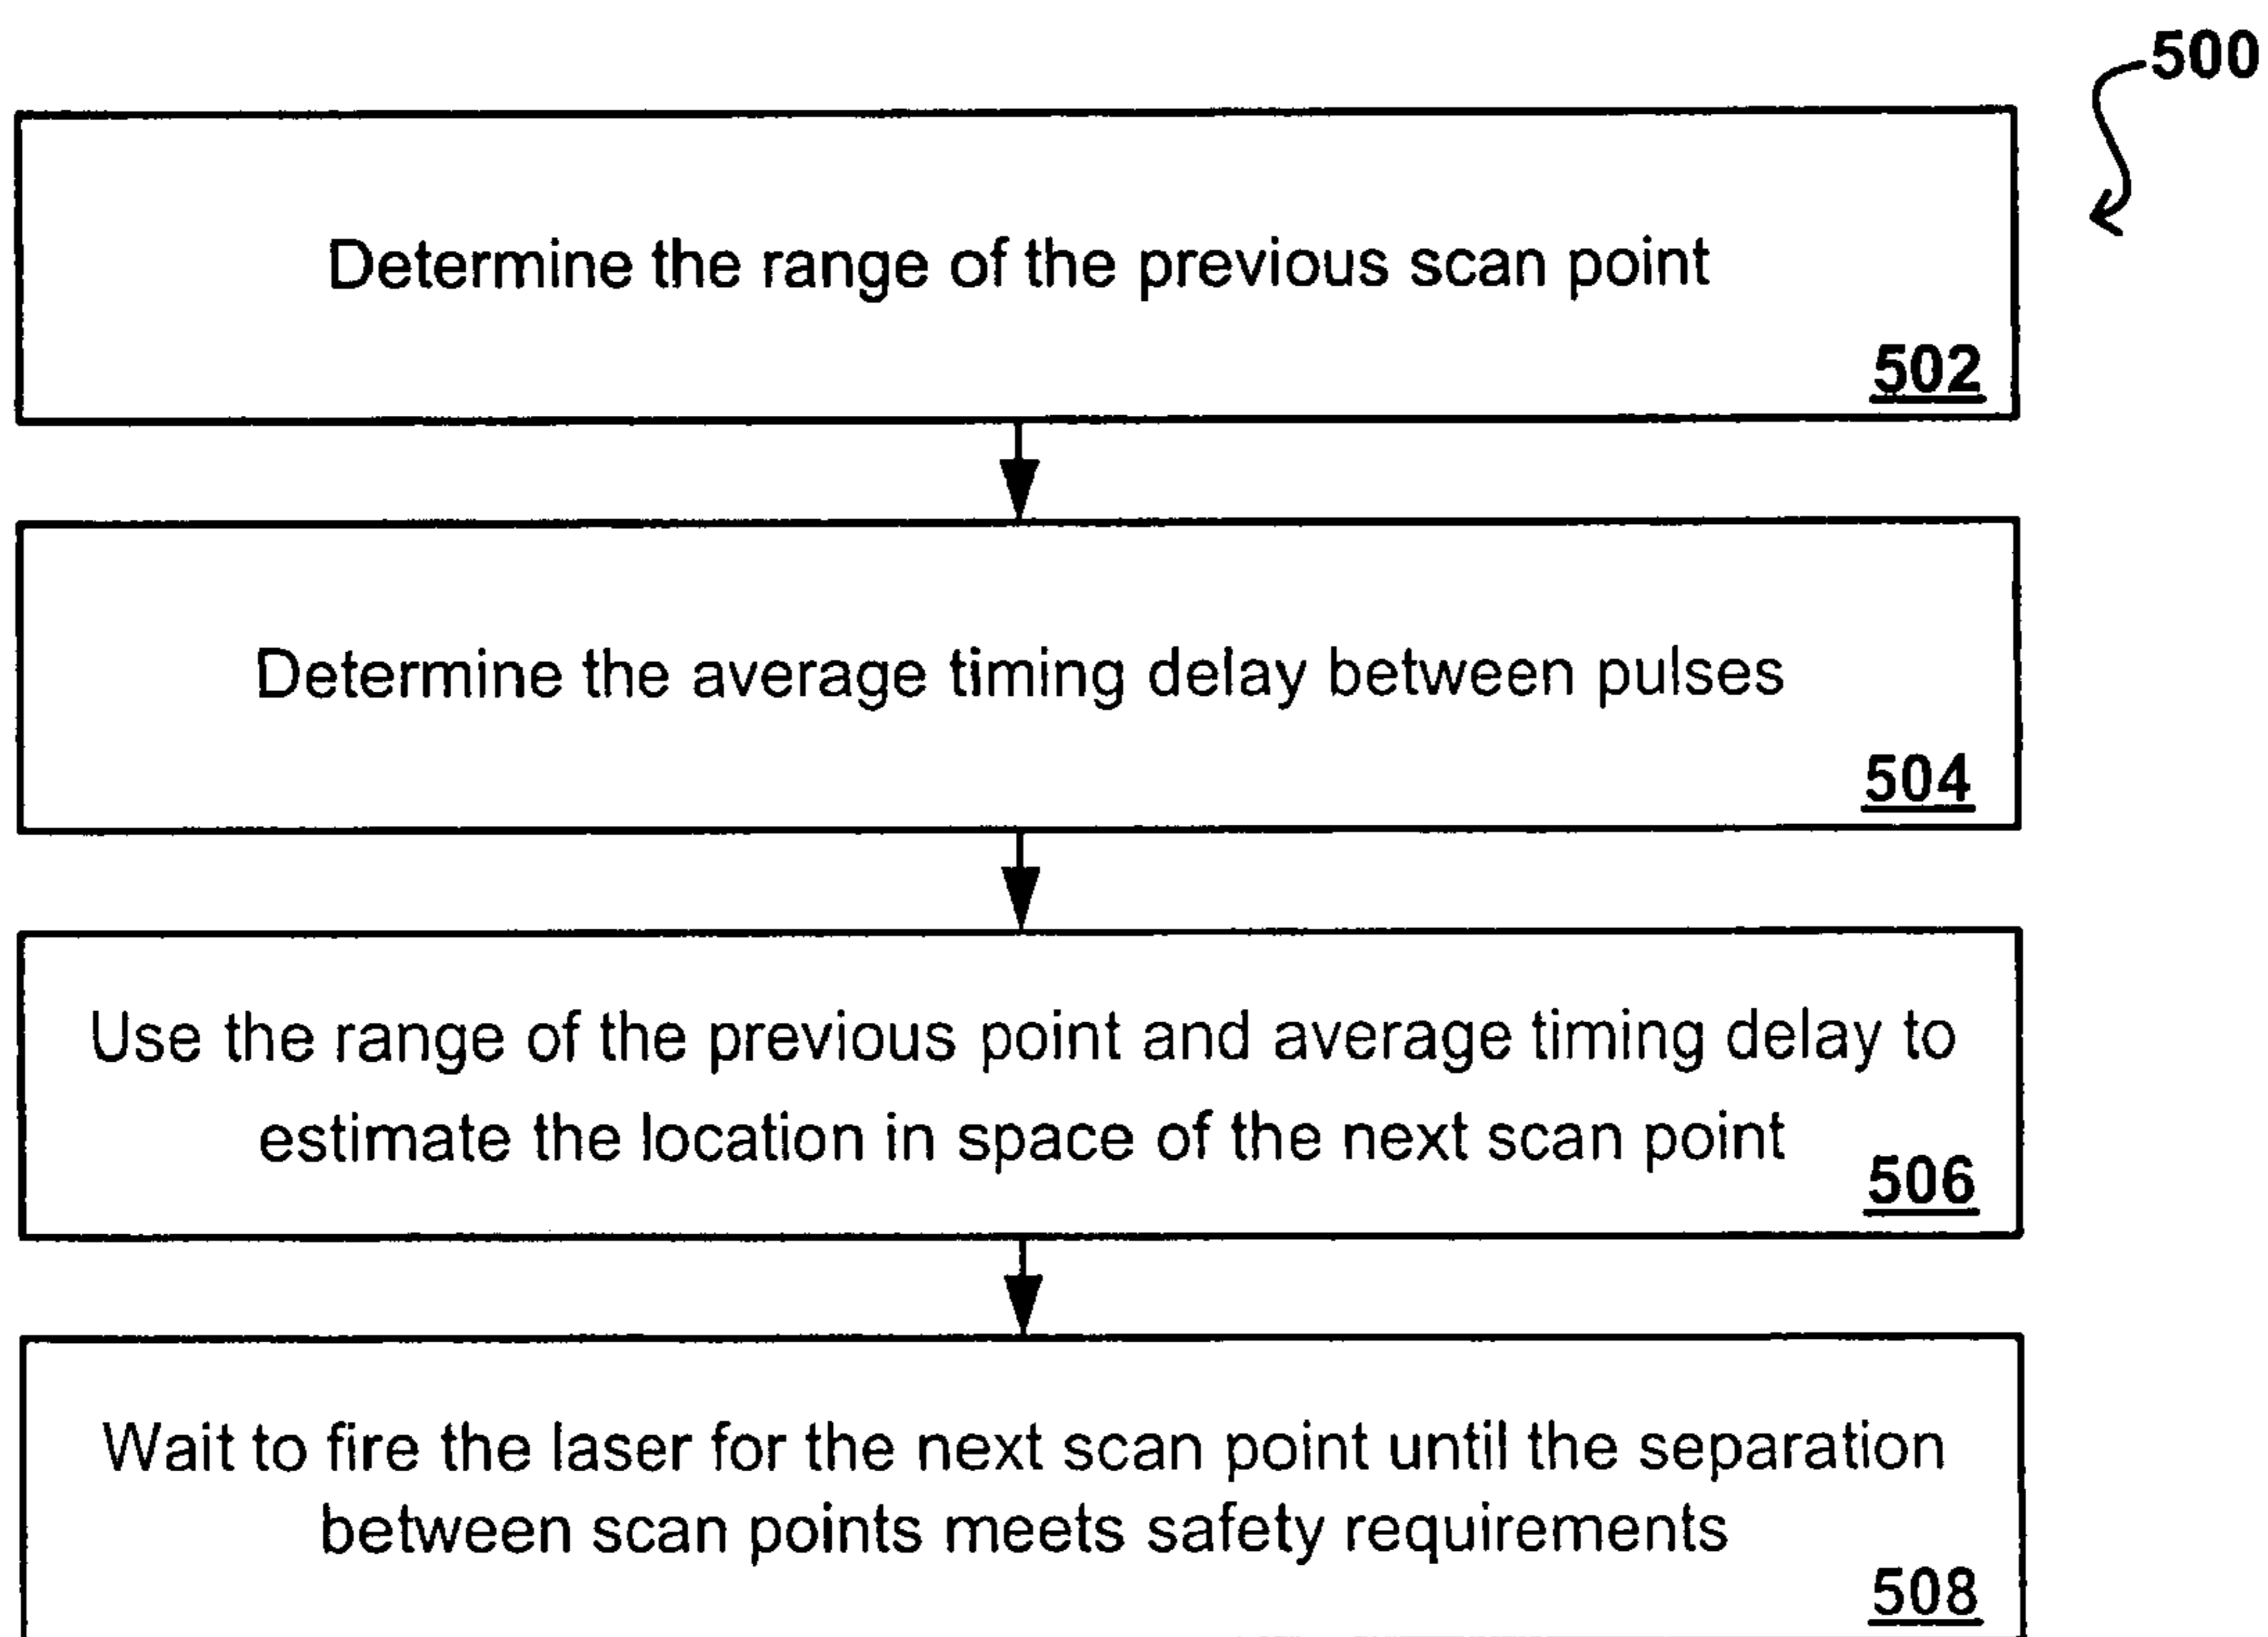 500
Determine the range of the previous scan point
502
Determine the average timing delay between pulses
504
Use the range of the previous point and average timing delay to
estimate the location in space of the next scan point
506
Wait to fire the laser for the next scan point until the separation
between scan points meets safety requirements
508